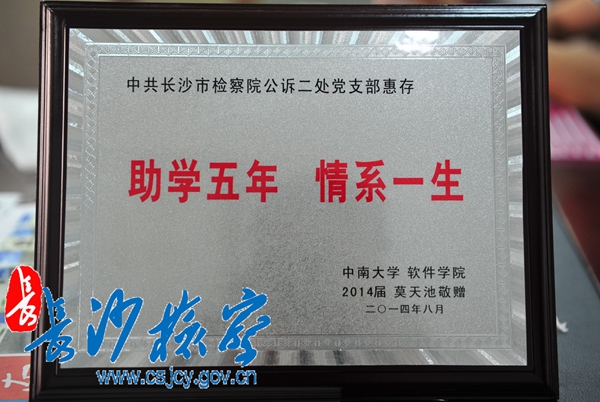 中共长沙市检察院公诉二处党支部惠存
助学五年 情系一生
中南大学 软件学院
2014届 莫天池敬赠
二〇一四年八月
長
長沙检察
www.csjcy.gov.cn